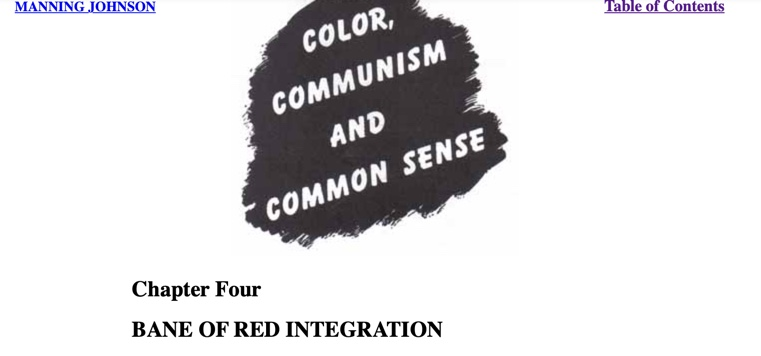 MANNING JOHNSON
Table of Contents
COLOR,
COMMUNISM
AND
COMMON SENSE
Chapter Four
BANE OF RED INTEGRATION